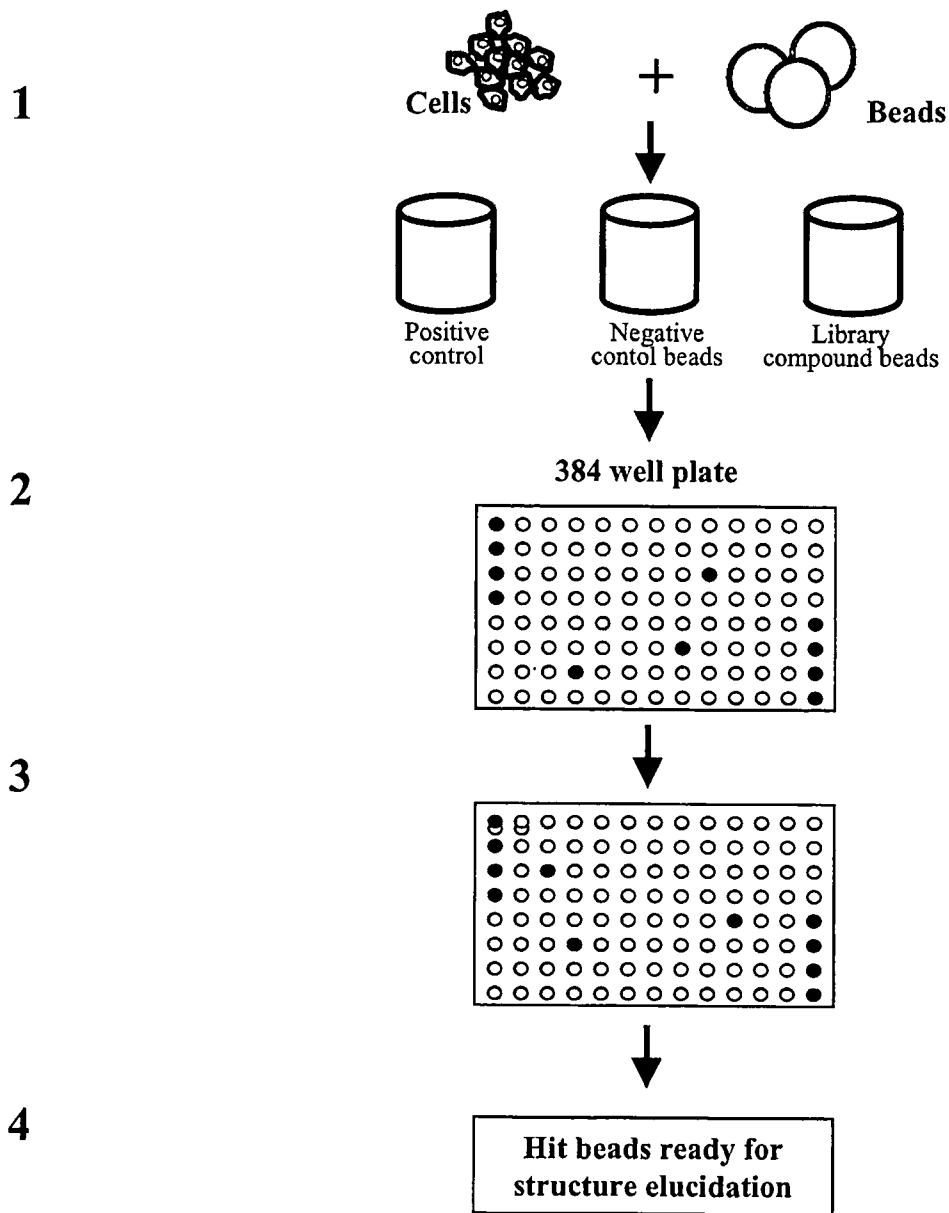 1
Cells
+
Beads
Positive
control
Negative
contol beads
Library
compound beads
2
384 well plate
3
4
Hit beads ready for
structure elucidation